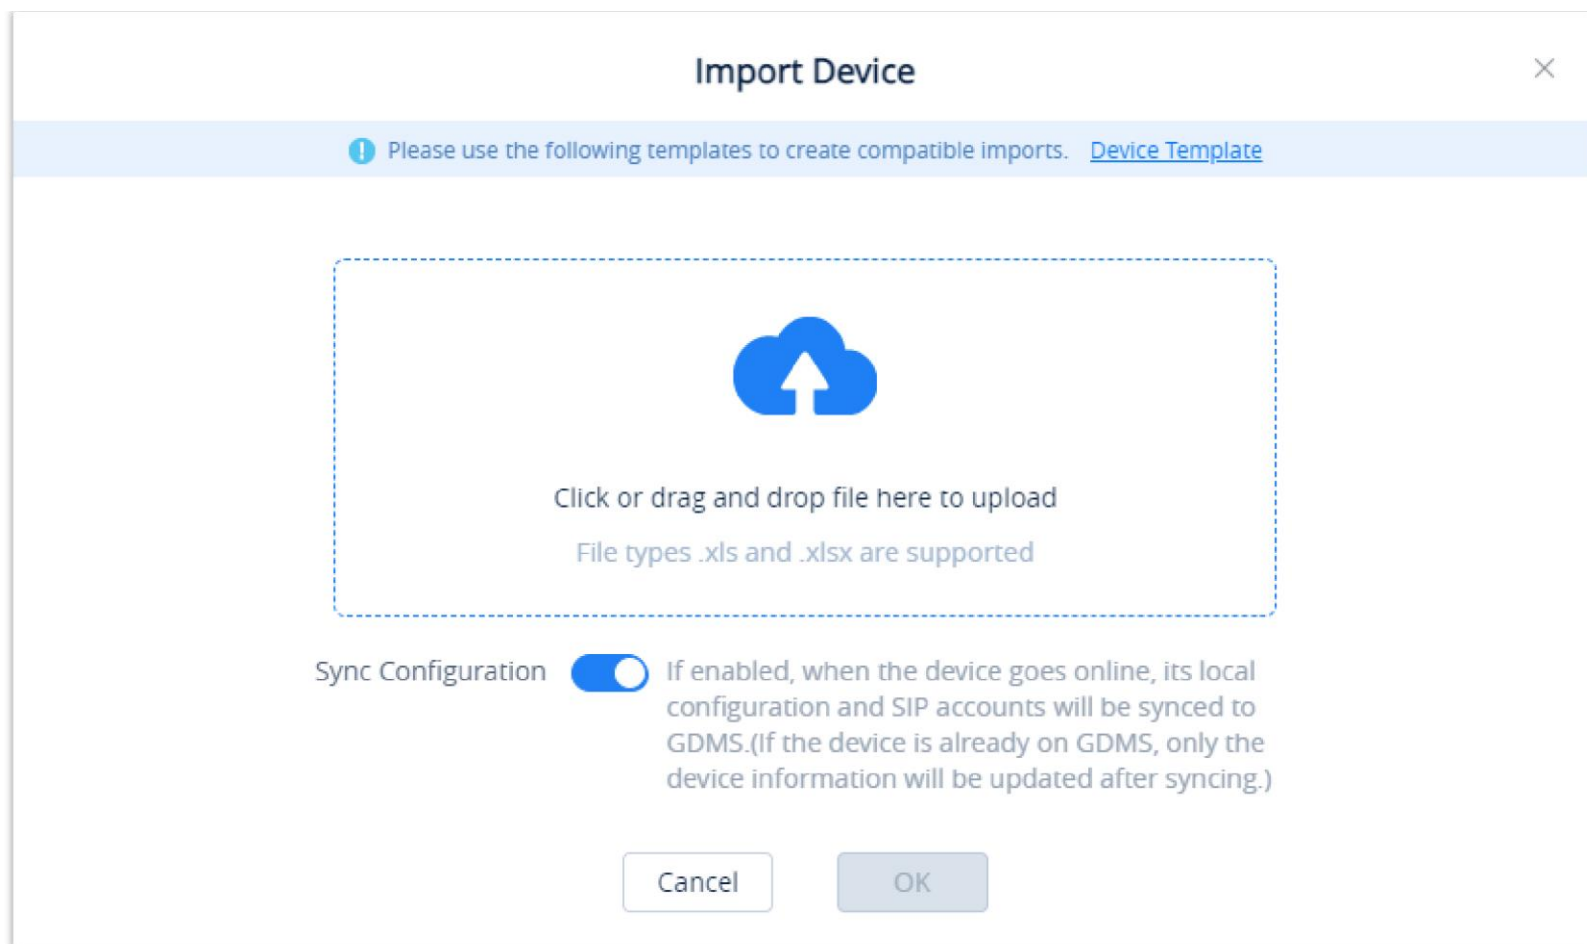 Import Device
Please use the following templates to create compatible imports. Device Template
Click or drag and drop file here to upload
File types .xls and .xlsx are supported
Sync Configuration If enabled, when the device goes online, its local
configuration and SIP accounts will be synced to
GDMS.(If the device is already on GDMS, only the
device information will be updated after syncing.)
Cancel OK